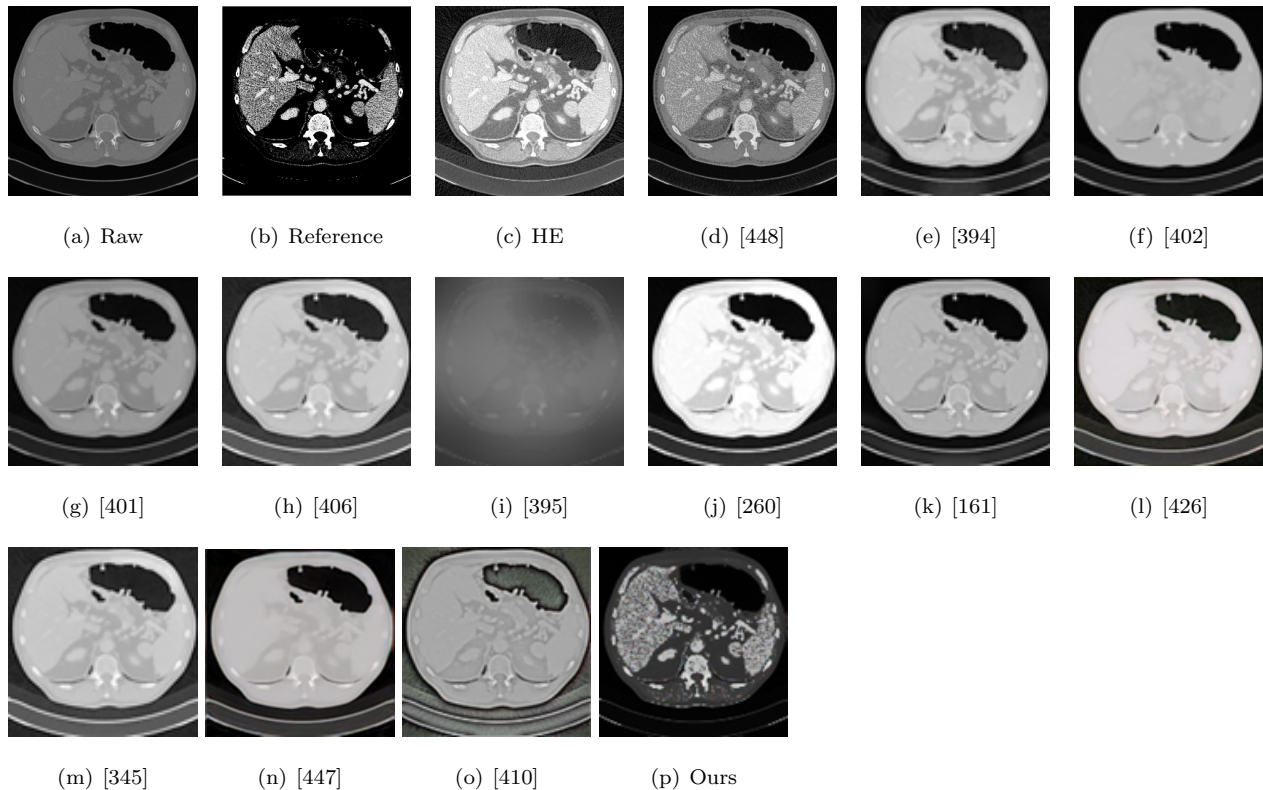 (a) Raw
(b) Reference
(c) HE
(d) [448]
(e) [394]
(f) [402]
(g) [401]
(h) [406]
(i) [395]
(j) [260]
(k) [161]
(l) [426]
(m) [345]
(n) [447]
(o) [410]
(p) Ours